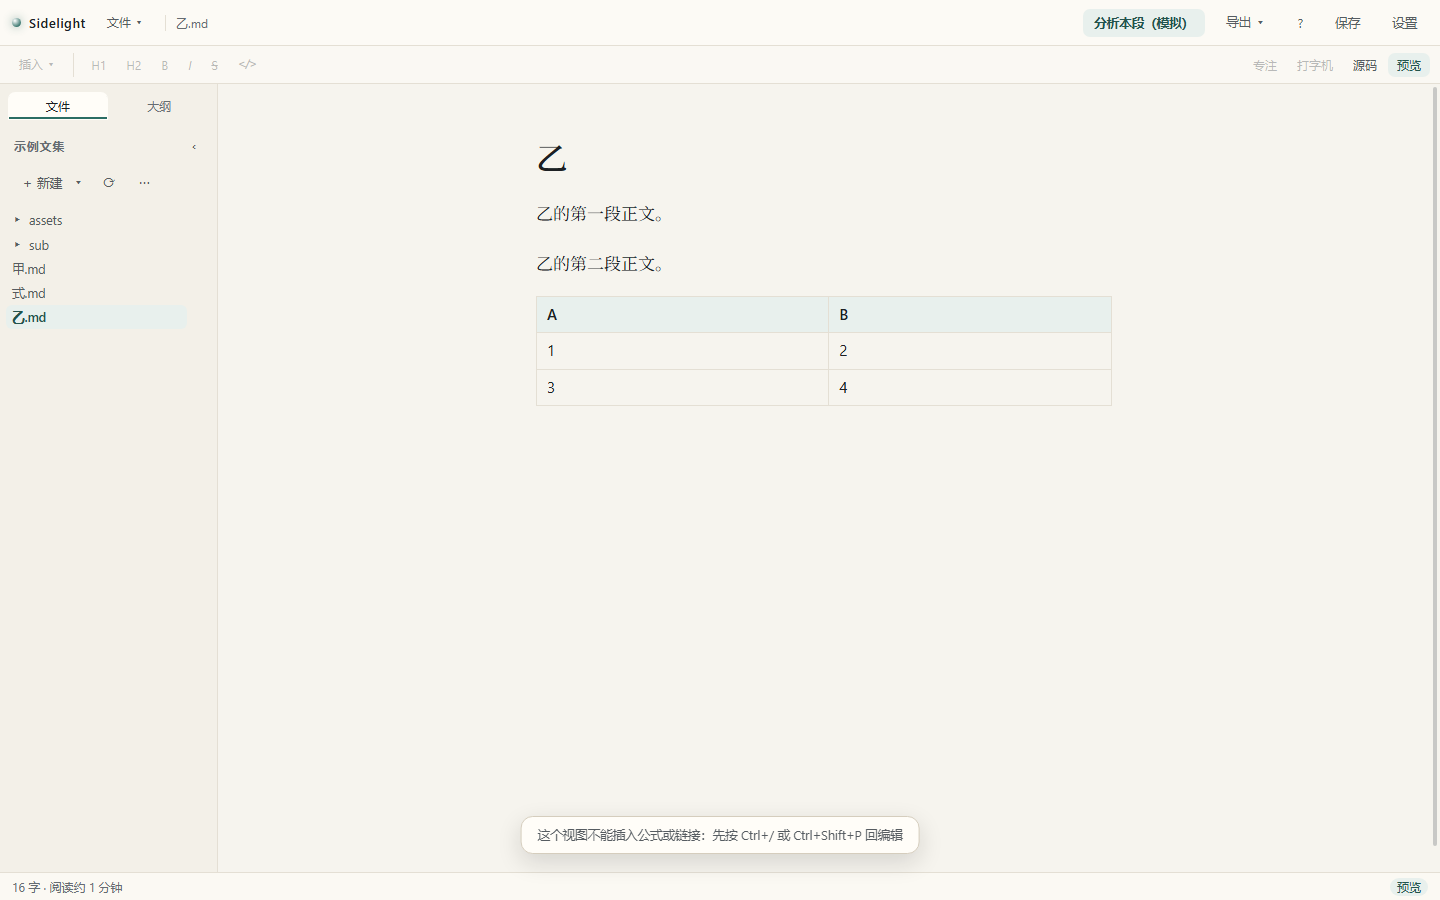 Sidelight 文件 乙.md 分析本段（模拟） 导出 ? 保存 设置
插入 H1 H2 B I S </> 专注 打字机 源码 预览
文件 大纲
示例文集
+ 新建 ...
assets
sub
甲.md
式.md
乙.md
乙
乙的第一段正文。
乙的第二段正文。
A B
1 2
3 4
这个视图不能插入公式或链接：先按 Ctrl+/ 或 Ctrl+Shift+P 回编辑
16 字 · 阅读约 1 分钟 预览